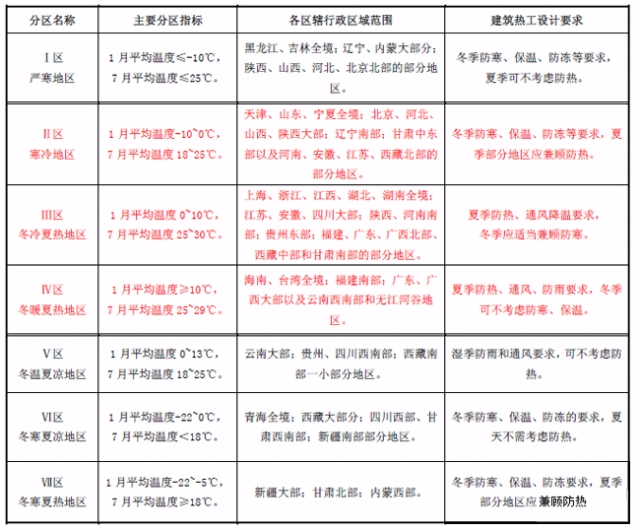 分区名称 主要分区指标 各区辖行政区域范围 建筑热工设计要求
Ⅰ区
严寒地区
1月平均温度≤-10℃,
7月平均温度≤25℃。
黑龙江、吉林全境；辽宁、内蒙大部分；
陕西、山西、河北、北京北部的部分地
区。
冬季防寒、保温、防冻等要求，
夏季可不考虑防热。
Ⅱ区
寒冷地区
1月平均温度-10~0℃,
7月平均温度18~25℃。
天津、山东、宁夏全境；北京、河北、
山西、陕西大部；辽宁南部；甘肃中东
部以及河南、安徽、江苏、西藏北部的
部分地区。
冬季防寒、保温、防冻等要求，夏
季部分地区应兼顾防热。
Ⅲ区
冬冷夏热地区
1月平均温度0~10℃,
7月平均温度25~30℃。
上海、浙江、江西、湖北、湖南全境；
江苏、安徽、四川大部；陕西、河南南
部；贵州东部；福建、广东、广西北部、
西藏中部和甘肃南部的部分地区。
夏季防热、通风降温要求，
冬季应适当兼顾防寒。
Ⅳ区
冬暖夏热地区
1月平均温度≥10℃,
7月平均温度25~29℃。
海南、台湾全境；福建南部；广东、广
西大部以及云南西南部和无江河谷地
区。
夏季防热、通风、防雨要求，冬季
可不考虑防寒、保温。
Ⅴ区
冬温夏凉地区
1月平均温度0~13℃,
7月平均温度18~25℃。
云南大部；贵州、四川西南部；西藏南
部一小部分地区。
湿季防雨和通风要求，可不考虑防
热。
Ⅵ区
冬寒夏凉地区
1月平均温度-22~0℃,
7月平均温度<18℃。
青海全境；西藏大部分；四川西部、甘
肃西南部；新疆南部部分地区。
冬季防寒、保温、防冻的要求，夏
天不需考虑防热。
Ⅶ区
冬寒夏热地区
1月平均温度-22~-5℃,
7月平均温度≥18℃。
新疆大部；甘肃北部；内蒙西部。
冬季防寒、保温、防冻要求，夏季
部分地区应兼顾防热